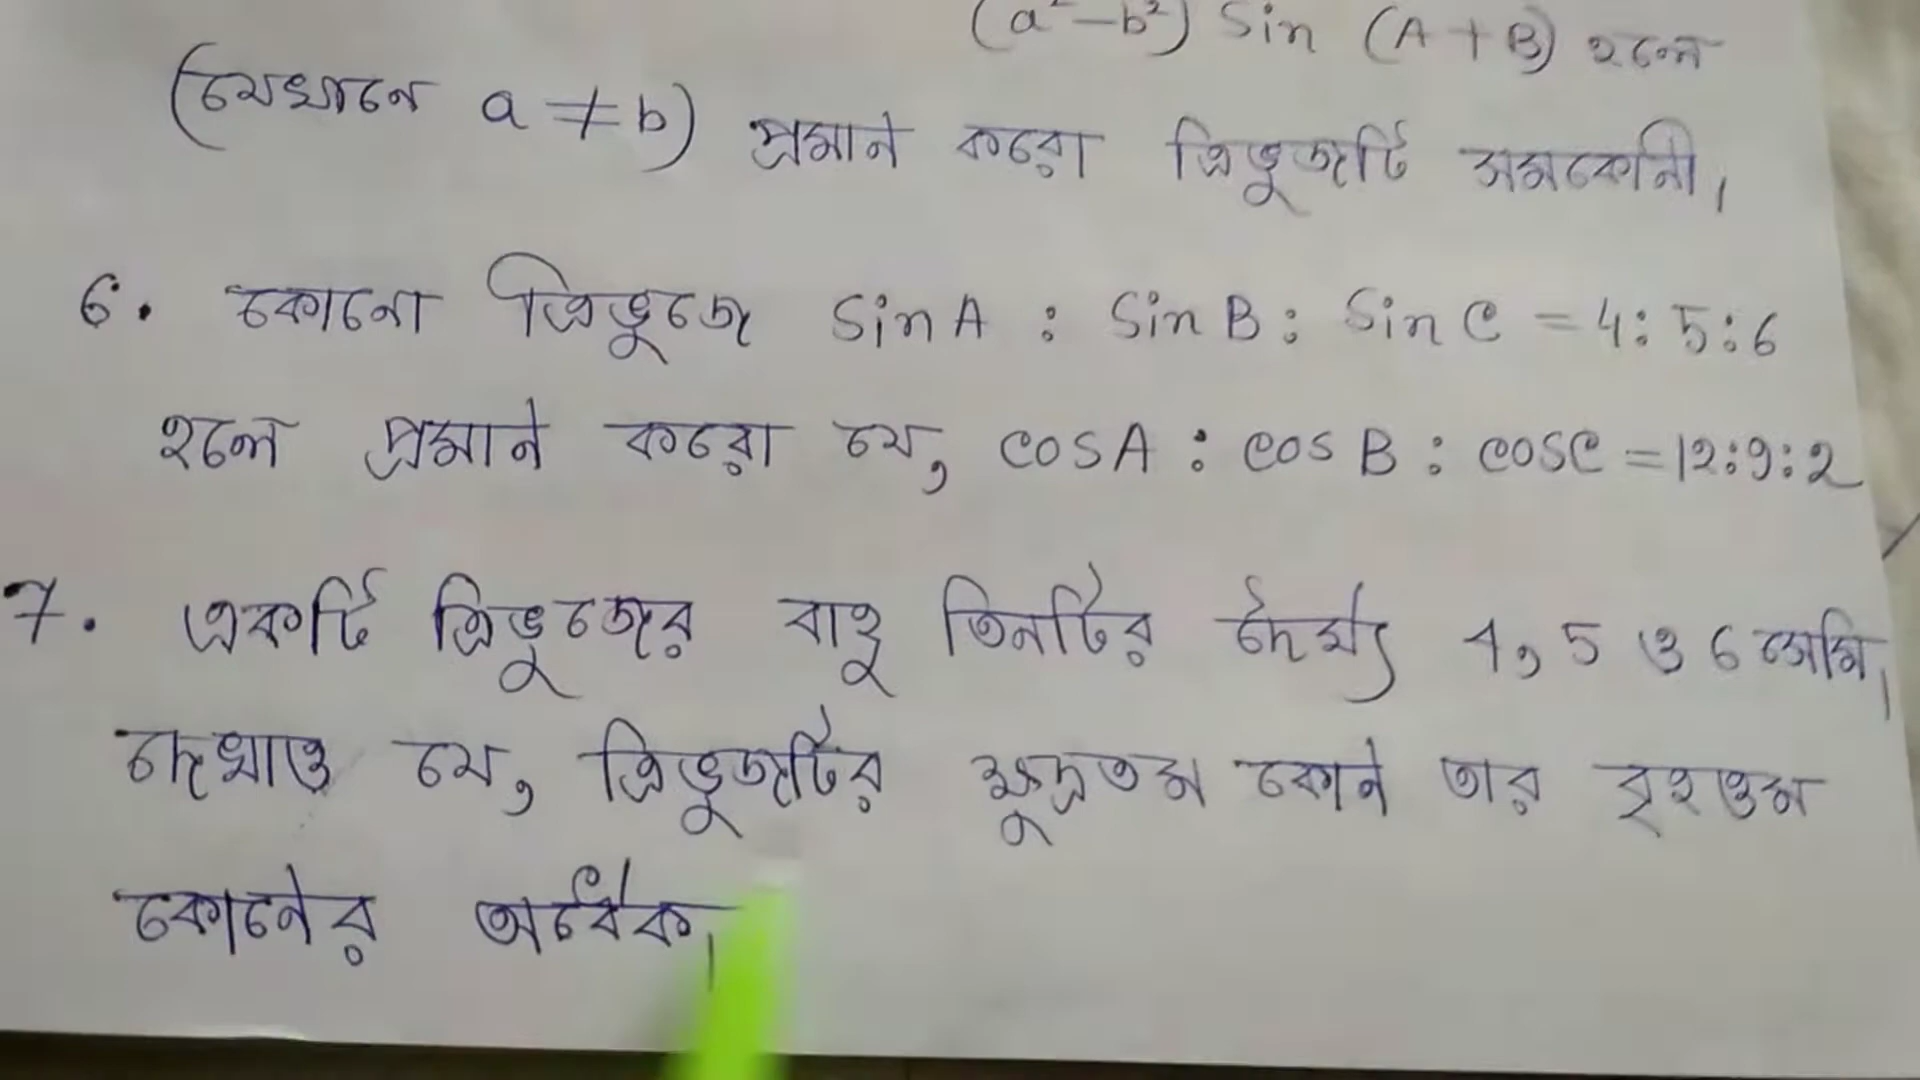 (a²-b²) Sin (A+B) হলে
(যেখানে a ≠ b) প্রমান করো ত্রিভুজটি সমকোনী।
6. কোনো ত্রিভুজে SinA : SinB : SinC = 4:5:6
হলে প্রমান করো যে, cosA : cosB : cosC = 12:9:2
7. একটি ত্রিভুজের বাহু তিনটির দৈর্ঘ্য 4, 5 ও 6 সেমি।
দেখাও যে, ত্রিভুজটির ক্ষুদ্রতম কোন তার বৃহত্তম
কোনের অর্ধেক।